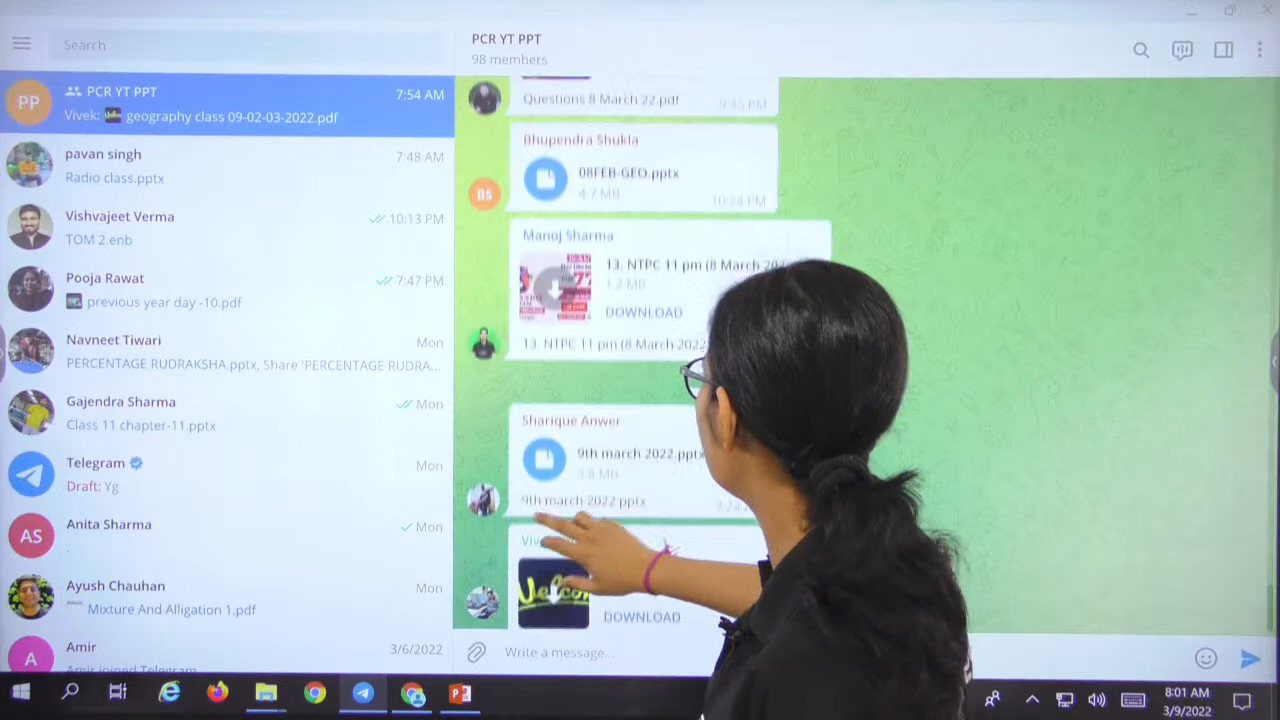 Search
PP
PCR YT PPT
7:54 AM
Vivek: geography class 09-02-03-2022.pdf
pavan singh
7:48 AM
Radio class.pptx
Vishvajeet Verma
10:13 PM
TOM 2.enb
Pooja Rawat
7:47 PM
previous year day -10.pdf
Navneet Tiwari
Mon
PERCENTAGE RUDRAKSHA.pptx, Share 'PERCENTAGE RUDRA...
Gajendra Sharma
Mon
Class 11 chapter-11.pptx
Telegram
Mon
Draft: Yg
AS
Anita Sharma
Mon
Ayush Chauhan
Mon
Mixture And Alligation 1.pdf
A
Amir
3/6/2022
Amir joined Telegram
PCR YT PPT
98 members
Questions 8 March 22.pdf
Bhupendra Shukla
BS
08FEB-GEO.pptx
4.7 MB
10:34 PM
Manoj Sharma
13. NTPC 11 pm (8 March 202
1.2 MB
DOWNLOAD
13. NTPC 11 pm (8 March 2022
Sharique Anwer
9th march 2022.pptx
3.8 MB
9th march 2022.pptx
DOWNLOAD
Write a message...
8:01 AM
3/9/2022